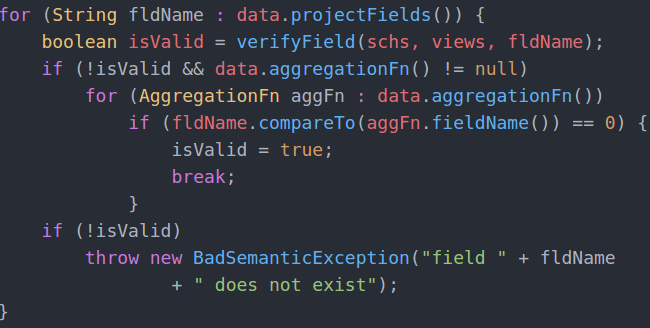 for (String fldName : data.projectFields()) {
boolean isValid = verifyField(schs, views, fldName);
if (!isValid && data.aggregationFn() != null)
for (AggregationFn aggFn : data.aggregationFn())
if (fldName.compareTo(aggFn.fieldName()) == 0) {
isValid = true;
break;
}
if (!isValid)
throw new BadSemanticException("field " + fldName
+ " does not exist");
}